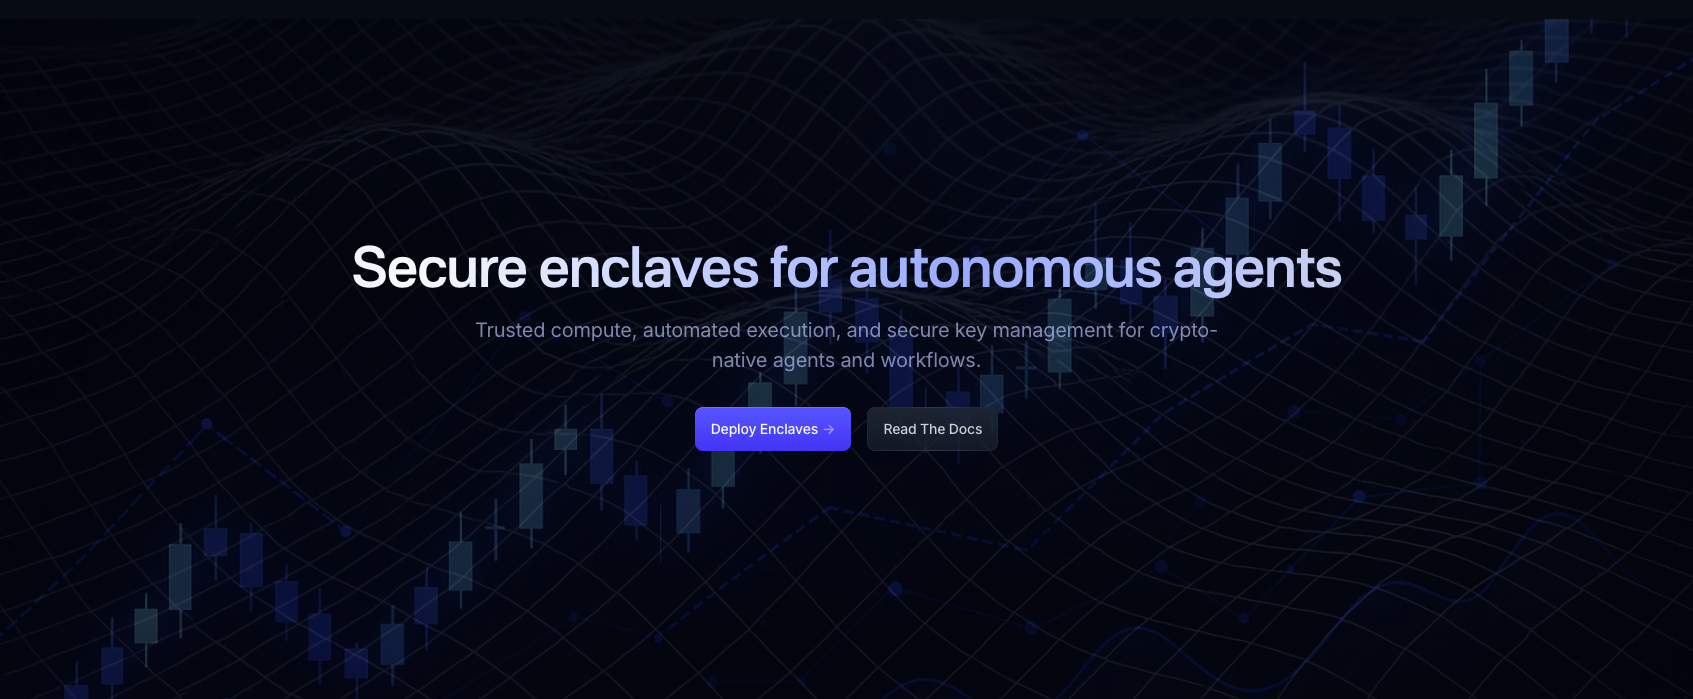 Secure enclaves for autonomous agents
Trusted compute, automated execution, and secure key management for crypto-
native agents and workflows.
Deploy Enclaves →
Read The Docs